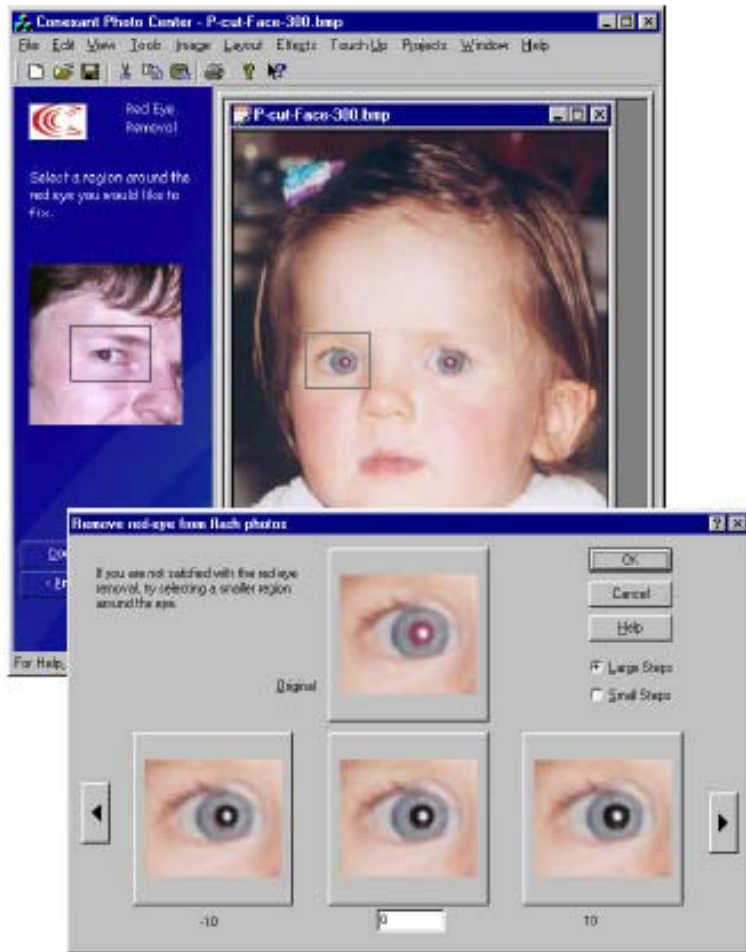 Conexant Photo Center - P-cut-Face-300.bmp
File Edit View Tools Image Layout Effects Touch-Up Projects Window Help
Red Eye
Removal
Select a region around the
red eye you would like to
fix.
P-cut-Face-300.bmp
For Help,
Remove red-eye from flash photos
If you are not satisfied with the red eye
removal, try selecting a smaller region
around the eye.
OK
Cancel
Help
Large Steps
Small Steps
Original
-10
0
10